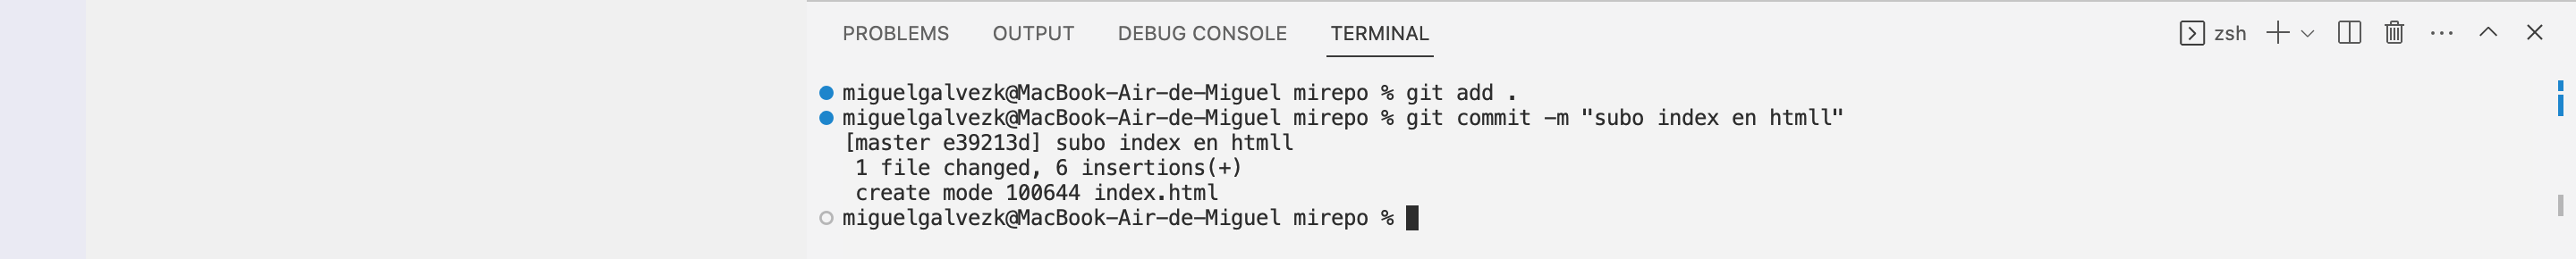 PROBLEMS OUTPUT DEBUG CONSOLE TERMINAL zsh
miguelgalvezk@MacBook-Air-de-Miguel mirepo % git add .
miguelgalvezk@MacBook-Air-de-Miguel mirepo % git commit -m "subo index en htmll"
[master e39213d] subo index en htmll
1 file changed, 6 insertions(+)
create mode 100644 index.html
miguelgalvezk@MacBook-Air-de-Miguel mirepo %